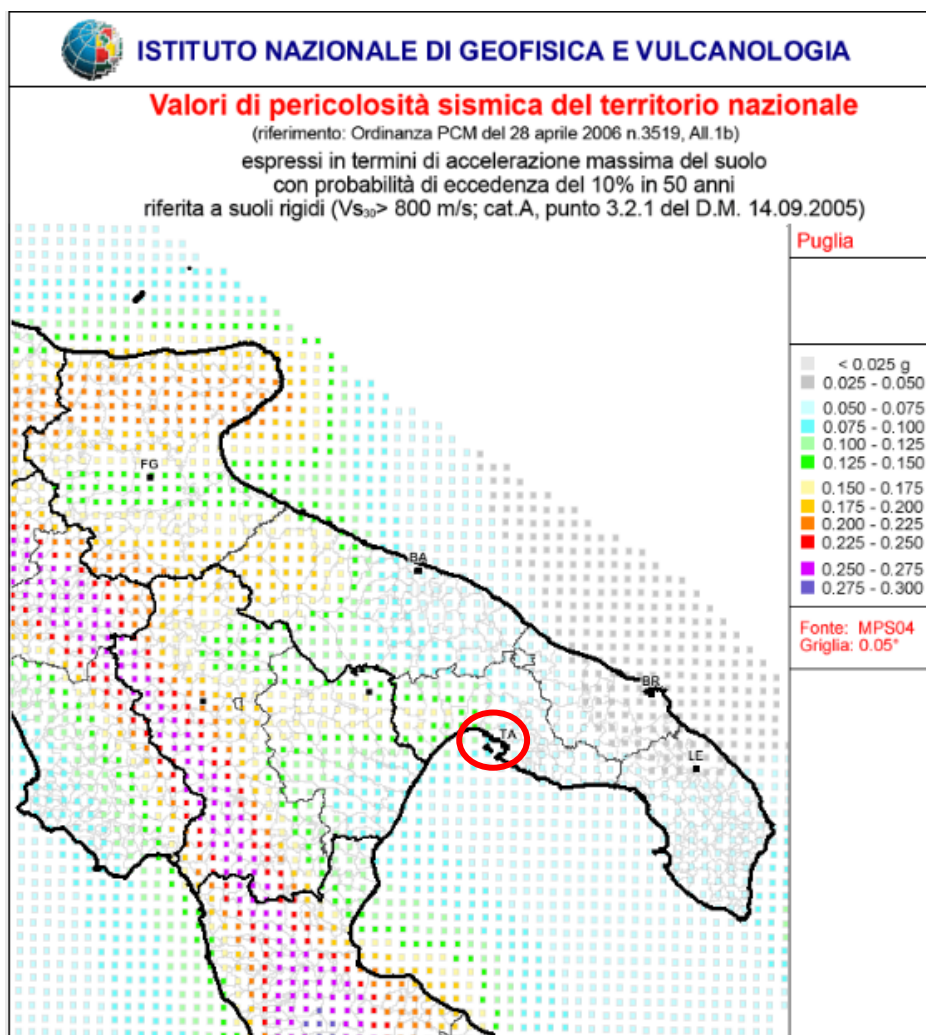 ISTITUTO NAZIONALE DI GEOFISICA E VULCANOLOGIA
Valori di pericolosità sismica del territorio nazionale
(riferimento: Ordinanza PCM del 28 aprile 2006 n.3519, All.1b)
espressi in termini di accelerazione massima del suolo
con probabilità di eccedenza del 10% in 50 anni
riferita a suoli rigidi (Vs₃₀> 800 m/s; cat.A, punto 3.2.1 del D.M. 14.09.2005)
Puglia
< 0.025 g
0.025 - 0.050
0.050 - 0.075
0.075 - 0.100
0.100 - 0.125
0.125 - 0.150
0.150 - 0.175
0.175 - 0.200
0.200 - 0.225
0.225 - 0.250
0.250 - 0.275
0.275 - 0.300
Fonte: MPS04
Griglia: 0.05°
FG
BA
BR
TA
LE